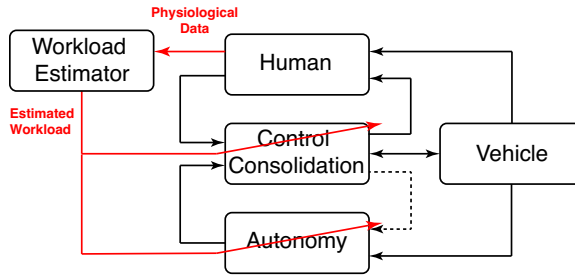 Physiological
Data
Workload
Estimator
Human
Estimated
Workload
Control
Consolidation
Vehicle
Autonomy